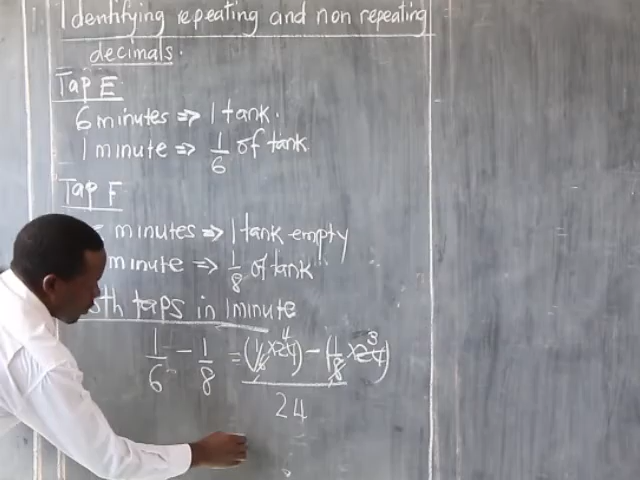 Identifying repeating and non repeating
decimals.
Tap E
6 minutes => 1 tank.
1 minute => 1/6 of tank
Tap F
minutes => 1 tank empty
minute => 1/8 of tank
taps in 1 minute
1/6 - 1/8 = (1/6 × 24) - (1/8 × 24)
4 3
24